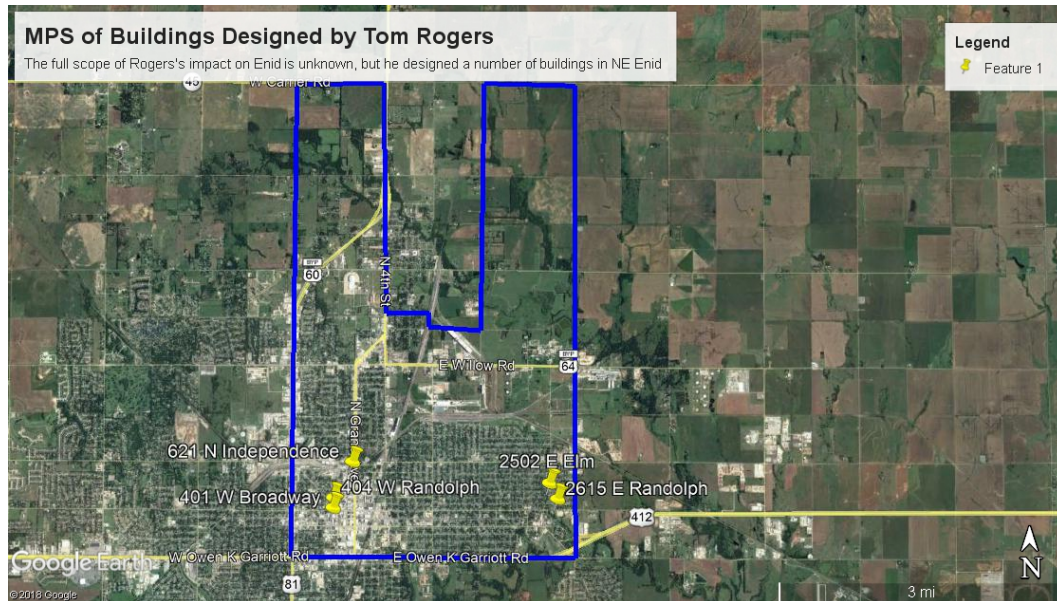 MPS of Buildings Designed by Tom Rogers
The full scope of Rogers's impact on Enid is unknown, but he designed a number of buildings in NE Enid
Legend
Feature 1
45
W Carrier Rd
BYP
60
N 4th St
E Willow Rd
BYP
64
N Gran
621 N Independence
2502 E Elm
404 W Randolph
2615 E Randolph
401 W Broadway
412
W Owen K Garriott Rd
E Owen K Garriott Rd
81
Google Earth
N
© 2018 Google
3 mi